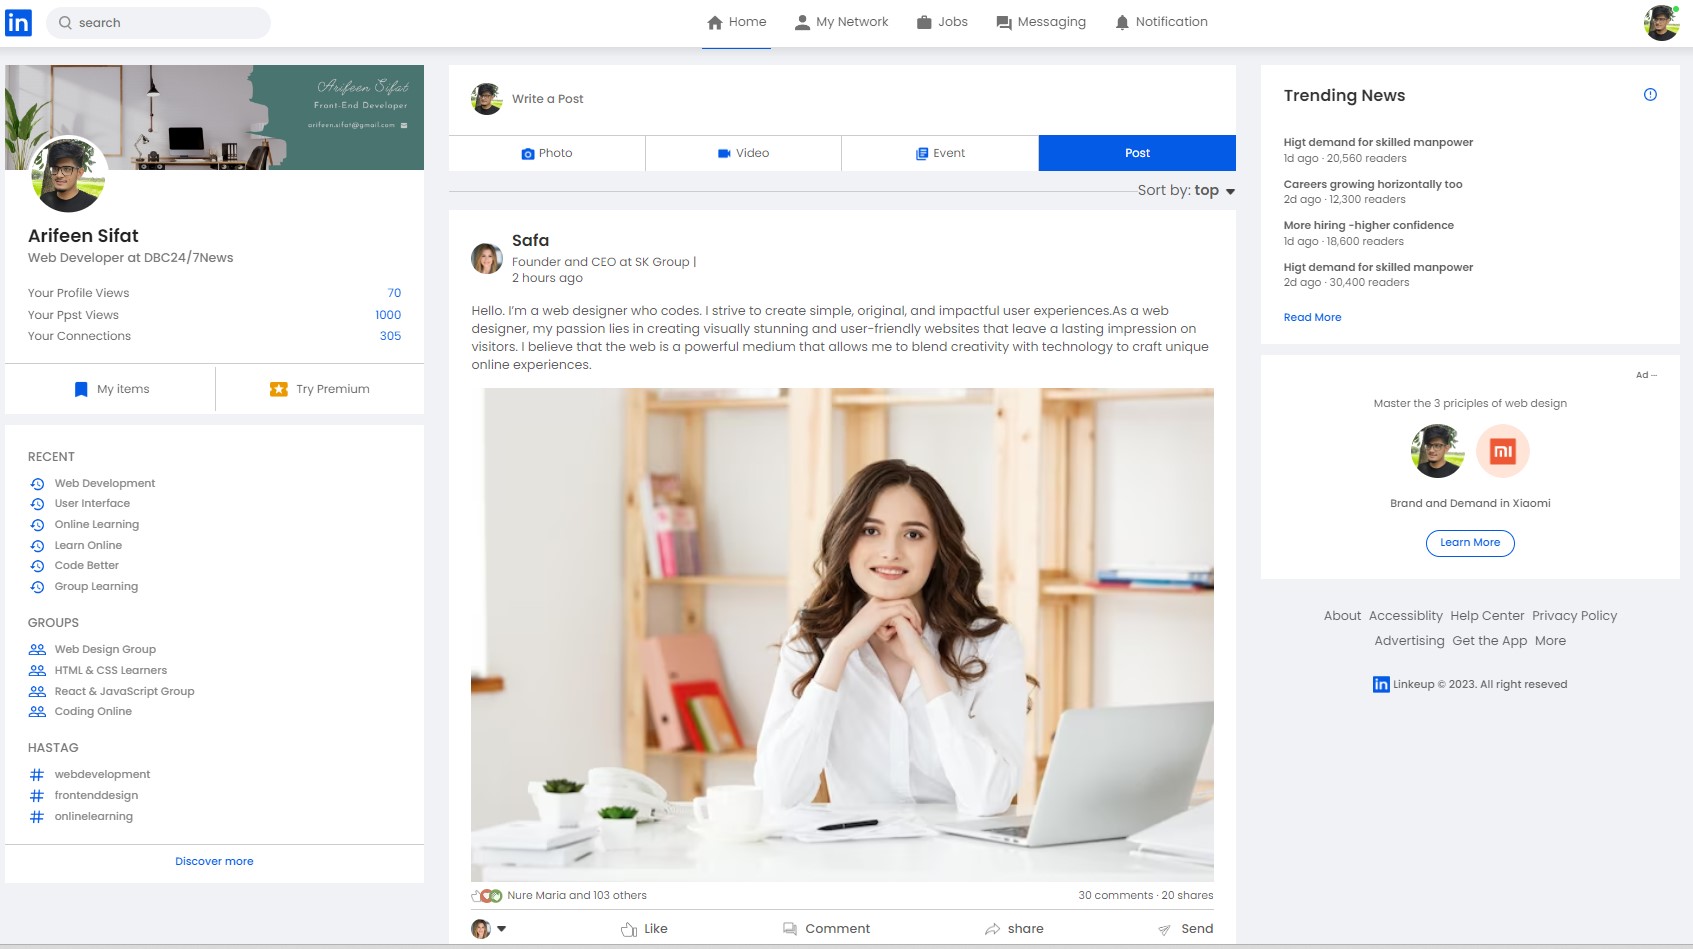 in
search
Home
My Network
Jobs
Messaging
Notification
Arifeen Sifat
Front-End Developer
arifeen.sifat@gmail.com
Arifeen Sifat
Web Developer at DBC24/7News
Your Profile Views 70
Your Ppst Views 1000
Your Connections 305
My items
Try Premium
RECENT
Web Development
User Interface
Online Learning
Learn Online
Code Better
Group Learning
GROUPS
Web Design Group
HTML & CSS Learners
React & JavaScript Group
Coding Online
HASTAG
# webdevelopment
# frontenddesign
# onlinelearning
Discover more
Write a Post
Photo
Video
Event
Post
Sort by: top
Safa
Founder and CEO at SK Group |
2 hours ago
Hello. I'm a web designer who codes. I strive to create simple, original, and impactful user experiences.As a web
designer, my passion lies in creating visually stunning and user-friendly websites that leave a lasting impression on
visitors. I believe that the web is a powerful medium that allows me to blend creativity with technology to craft unique
online experiences.
Nure Maria and 103 others
30 comments · 20 shares
Like
Comment
share
Send
Trending News
Higt demand for skilled manpower
1d ago · 20,560 readers
Careers growing horizontally too
2d ago · 12,300 readers
More hiring -higher confidence
1d ago · 18,600 readers
Higt demand for skilled manpower
2d ago · 30,400 readers
Read More
Ad ···
Master the 3 priciples of web design
mi
Brand and Demand in Xiaomi
Learn More
About Accessiblity Help Center Privacy Policy
Advertising Get the App More
in Linkeup © 2023. All right reseved